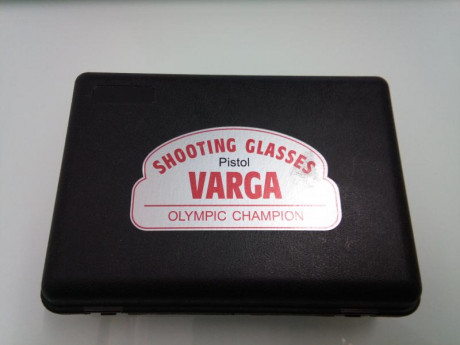 SHOOTING GLASSES
Pistol
VARGA
OLYMPIC CHAMPION